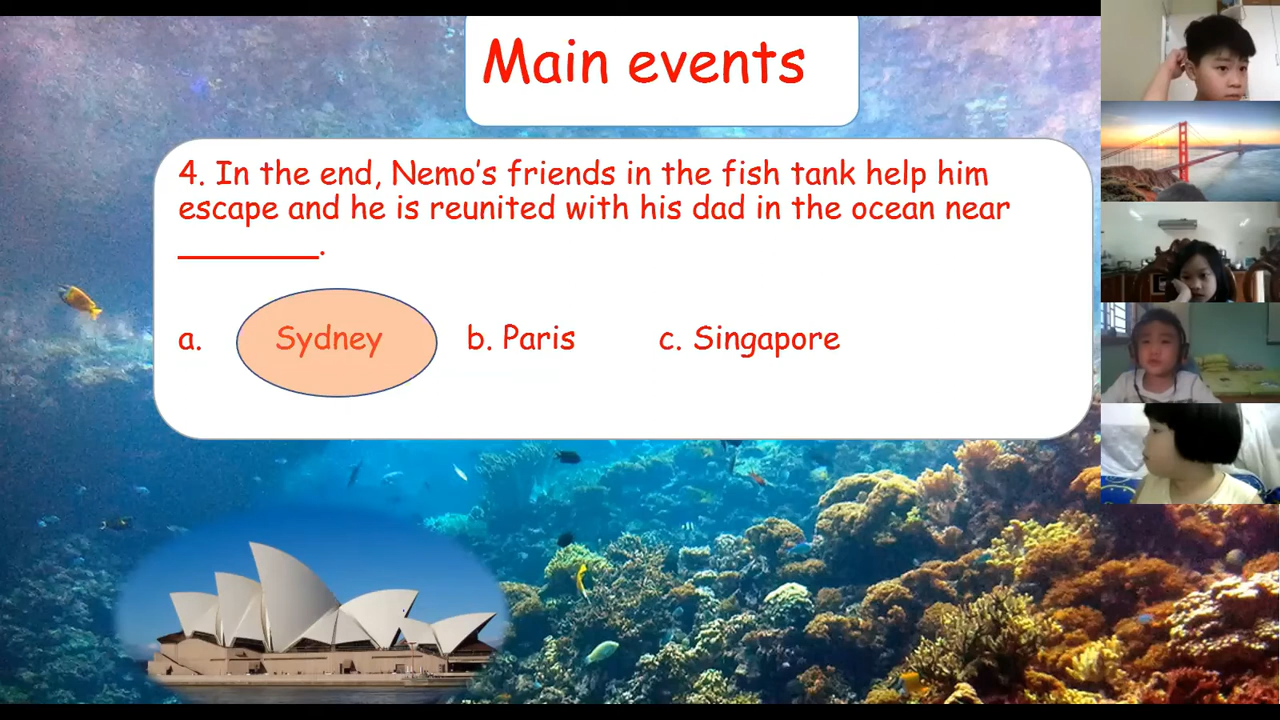 Main events
4. In the end, Nemo’s friends in the fish tank help him
escape and he is reunited with his dad in the ocean near
_________.
a. Sydney b. Paris c. Singapore